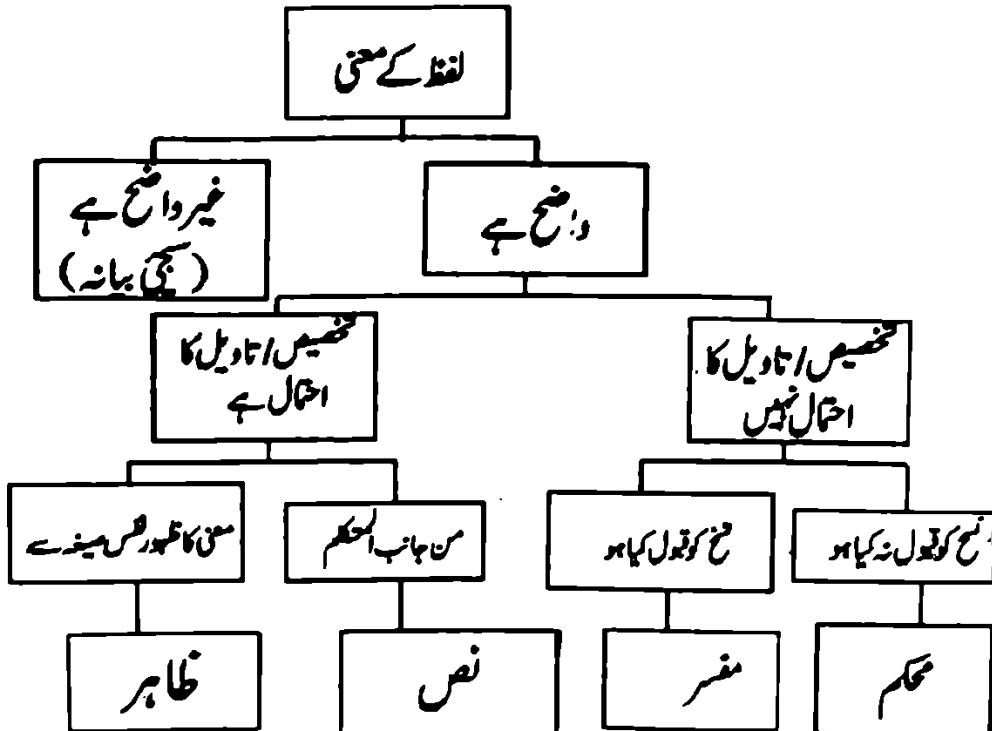 لفظ کے معنی
واضح ہے
غیر واضح ہے
(سیجئ بیانہ)
تخصیص/تاویل کا
احتمال نہیں
تخصیص/تاویل کا
احتمال ہے
نسخ کو قبول نہ کیا ہو
نسخ کو قبول کیا ہو
من جانب المتکلم
معنی کا ظہور نفس صیغہ سے
محکم
مفسر
نص
ظاہر